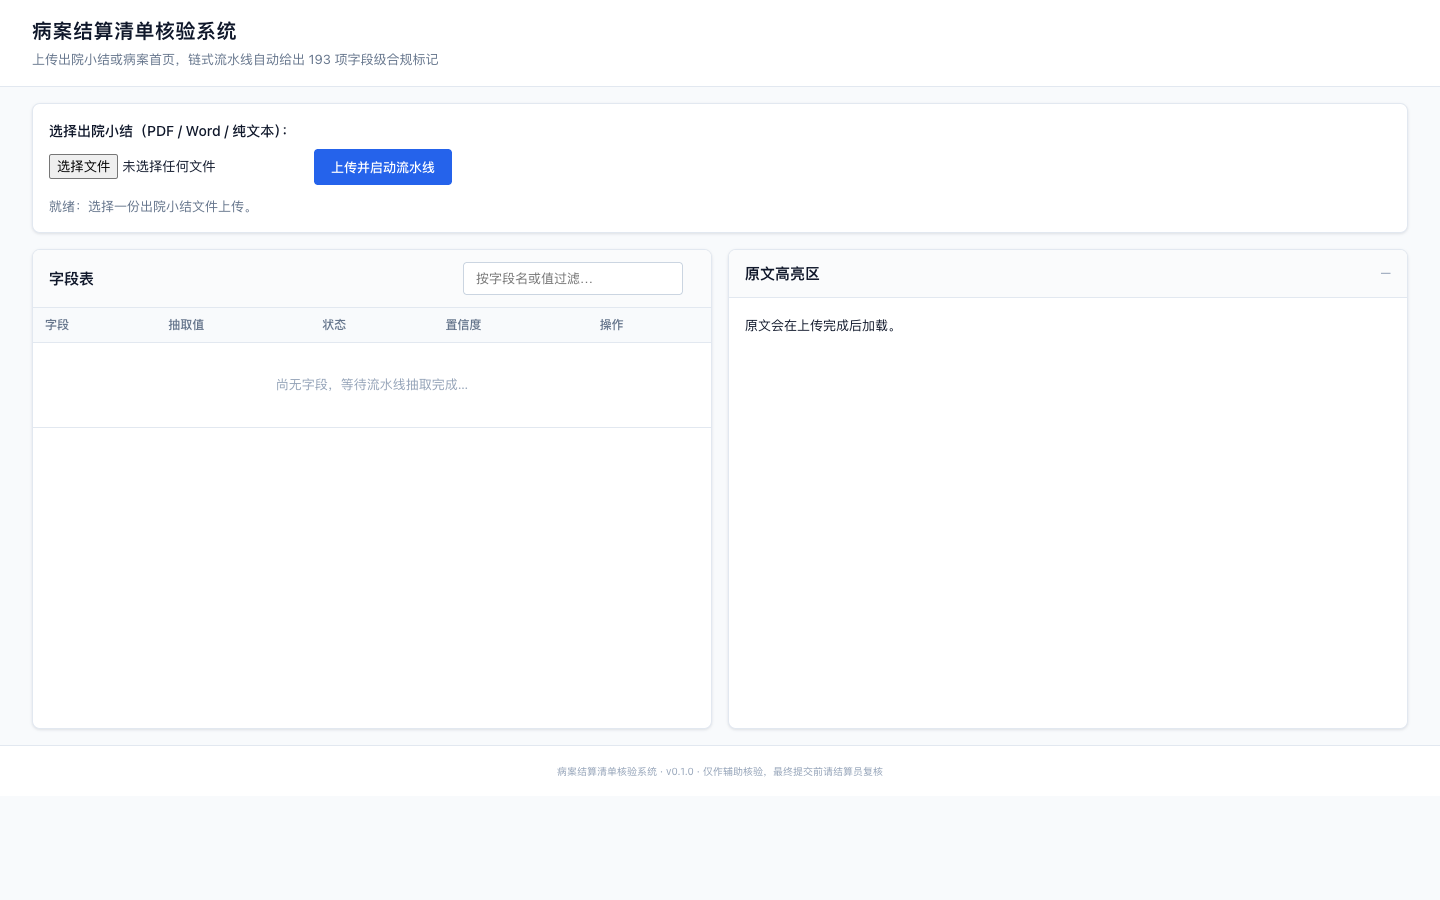 病案结算清单核验系统
上传出院小结或病案首页，链式流水线自动给出 193 项字段级合规标记
选择出院小结（PDF / Word / 纯文本）：
选择文件 未选择任何文件 上传并启动流水线
就绪：选择一份出院小结文件上传。
字段表 按字段名或值过滤…
字段 抽取值 状态 置信度 操作
尚无字段，等待流水线抽取完成…
原文高亮区 —
原文会在上传完成后加载。
病案结算清单核验系统 · v0.1.0 · 仅作辅助核验，最终提交前请结算员复核